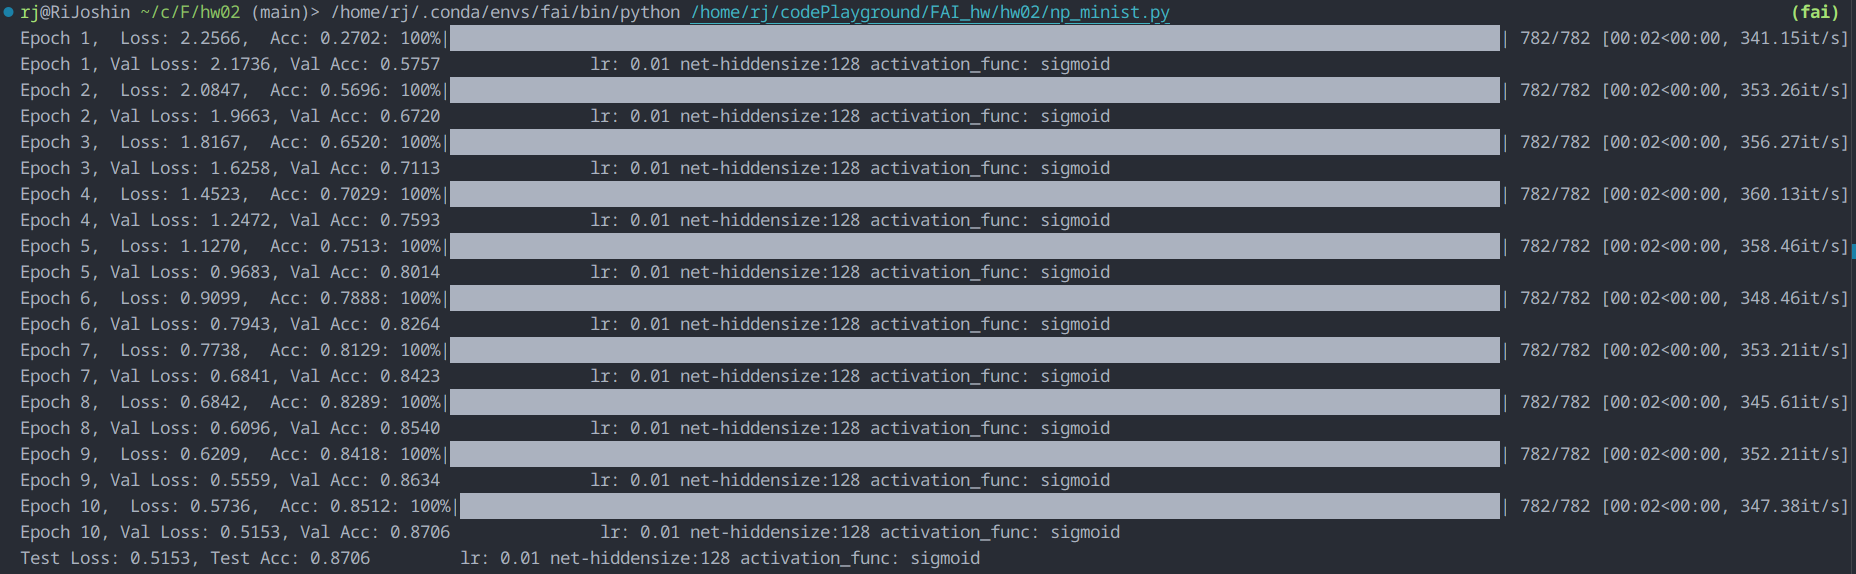 rj@RiJoshin ~/c/F/hw02 (main)> /home/rj/.conda/envs/fai/bin/python /home/rj/codePlayground/FAI_hw/hw02/np_minist.py (fai)
Epoch 1,  Loss: 2.2566,  Acc: 0.2702: 100%|██████████| 782/782 [00:02<00:00, 341.15it/s]
Epoch 1, Val Loss: 2.1736, Val Acc: 0.5757 lr: 0.01 net-hiddensize:128 activation_func: sigmoid
Epoch 2,  Loss: 2.0847,  Acc: 0.5696: 100%|██████████| 782/782 [00:02<00:00, 353.26it/s]
Epoch 2, Val Loss: 1.9663, Val Acc: 0.6720 lr: 0.01 net-hiddensize:128 activation_func: sigmoid
Epoch 3,  Loss: 1.8167,  Acc: 0.6520: 100%|██████████| 782/782 [00:02<00:00, 356.27it/s]
Epoch 3, Val Loss: 1.6258, Val Acc: 0.7113 lr: 0.01 net-hiddensize:128 activation_func: sigmoid
Epoch 4,  Loss: 1.4523,  Acc: 0.7029: 100%|██████████| 782/782 [00:02<00:00, 360.13it/s]
Epoch 4, Val Loss: 1.2472, Val Acc: 0.7593 lr: 0.01 net-hiddensize:128 activation_func: sigmoid
Epoch 5,  Loss: 1.1270,  Acc: 0.7513: 100%|██████████| 782/782 [00:02<00:00, 358.46it/s]
Epoch 5, Val Loss: 0.9683, Val Acc: 0.8014 lr: 0.01 net-hiddensize:128 activation_func: sigmoid
Epoch 6,  Loss: 0.9099,  Acc: 0.7888: 100%|██████████| 782/782 [00:02<00:00, 348.46it/s]
Epoch 6, Val Loss: 0.7943, Val Acc: 0.8264 lr: 0.01 net-hiddensize:128 activation_func: sigmoid
Epoch 7,  Loss: 0.7738,  Acc: 0.8129: 100%|██████████| 782/782 [00:02<00:00, 353.21it/s]
Epoch 7, Val Loss: 0.6841, Val Acc: 0.8423 lr: 0.01 net-hiddensize:128 activation_func: sigmoid
Epoch 8,  Loss: 0.6842,  Acc: 0.8289: 100%|██████████| 782/782 [00:02<00:00, 345.61it/s]
Epoch 8, Val Loss: 0.6096, Val Acc: 0.8540 lr: 0.01 net-hiddensize:128 activation_func: sigmoid
Epoch 9,  Loss: 0.6209,  Acc: 0.8418: 100%|██████████| 782/782 [00:02<00:00, 352.21it/s]
Epoch 9, Val Loss: 0.5559, Val Acc: 0.8634 lr: 0.01 net-hiddensize:128 activation_func: sigmoid
Epoch 10,  Loss: 0.5736,  Acc: 0.8512: 100%|██████████| 782/782 [00:02<00:00, 347.38it/s]
Epoch 10, Val Loss: 0.5153, Val Acc: 0.8706 lr: 0.01 net-hiddensize:128 activation_func: sigmoid
Test Loss: 0.5153, Test Acc: 0.8706 lr: 0.01 net-hiddensize:128 activation_func: sigmoid